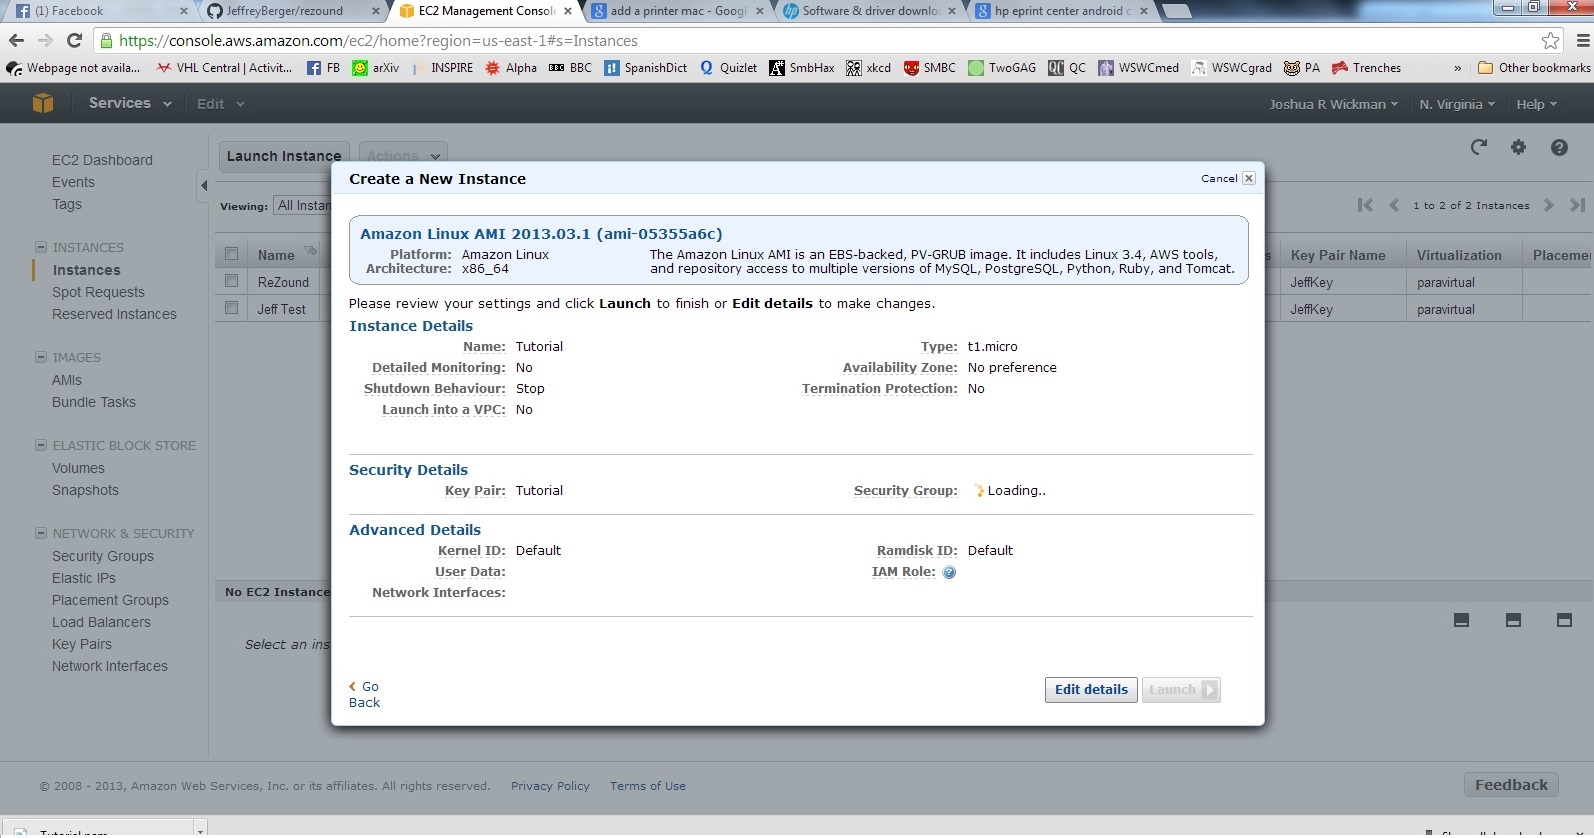 (1) Facebook
JeffreyBerger/rezound
EC2 Management Console
add a printer mac - Googl
Software & driver downlo
hp eprint center android c
https://console.aws.amazon.com/ec2/home?region=us-east-1#s=Instances
Webpage not availa...
VHL Central | Activit...
FB
arXiv
INSPIRE
Alpha
BBC BBC
SpanishDict
Quizlet
SmbHax
xkcd
SMBC
TwoGAG
QC QC
WSWCmed
WSWCgrad
PA
Trenches
»
Other bookmarks
Services
Edit
Joshua R Wickman
N. Virginia
Help
EC2 Dashboard
Events
Tags
INSTANCES
Instances
Spot Requests
Reserved Instances
IMAGES
AMIs
Bundle Tasks
ELASTIC BLOCK STORE
Volumes
Snapshots
NETWORK & SECURITY
Security Groups
Elastic IPs
Placement Groups
Load Balancers
Key Pairs
Network Interfaces
Launch Instance
Actions
Viewing: All Instan
1 to 2 of 2 Instances
Name
s
Key Pair Name
Virtualization
Placemen
ReZound
JeffKey
paravirtual
Jeff Test
JeffKey
paravirtual
No EC2 Instance
Select an ins
Create a New Instance
Cancel
Amazon Linux AMI 2013.03.1 (ami-05355a6c)
Platform: Amazon Linux
Architecture: x86_64
The Amazon Linux AMI is an EBS-backed, PV-GRUB image. It includes Linux 3.4, AWS tools,
and repository access to multiple versions of MySQL, PostgreSQL, Python, Ruby, and Tomcat.
Please review your settings and click Launch to finish or Edit details to make changes.
Instance Details
Name: Tutorial
Type: t1.micro
Detailed Monitoring: No
Availability Zone: No preference
Shutdown Behaviour: Stop
Termination Protection: No
Launch into a VPC: No
Security Details
Key Pair: Tutorial
Security Group: Loading..
Advanced Details
Kernel ID: Default
Ramdisk ID: Default
User Data:
IAM Role: ?
Network Interfaces:
Go
Back
Edit details
Launch
© 2008 - 2013, Amazon Web Services, Inc. or its affiliates. All rights reserved.
Privacy Policy
Terms of Use
Feedback
Tutorial.pem